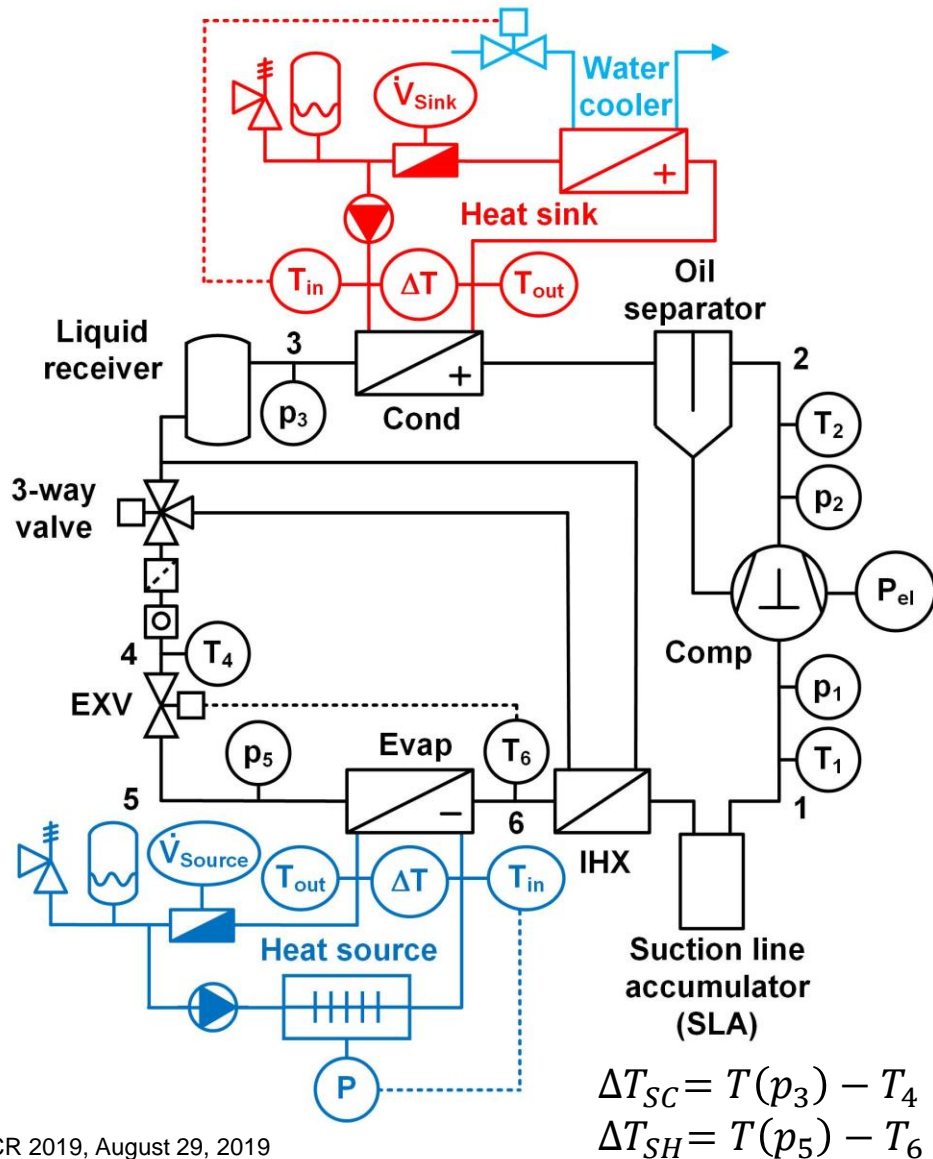 Water
cooler
V̇Sink
+
Heat sink
Tin
ΔT
Tout
Oil
separator
Liquid
receiver
3
2
p3
+
Cond
T2
3-way
valve
p2
Pel
Comp
4
T4
p1
EXV
Evap
p5
T6
T1
5
−
6
1
IHX
V̇Source
Tout
ΔT
Tin
Heat source
Suction line
accumulator
(SLA)
P
ΔTSC= T(p3) − T4
CR 2019, August 29, 2019
ΔTSH= T(p5) − T6